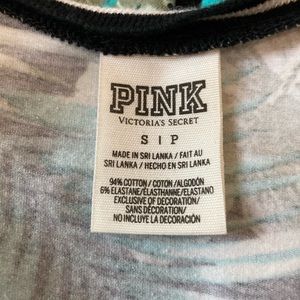 PINK
VICTORIA'S SECRET
S | P
MADE IN SRI LANKA / FAIT AU
SRI LANKA / HECHO EN SRI LANKA
94% COTTON / COTON / ALGODÓN
6% ELASTANE/ÉLASTHANNE/ELASTANO
EXCLUSIVE OF DECORATION/
SANS DÉCORATION/
NO INCLUYE LA DECORACIÓN